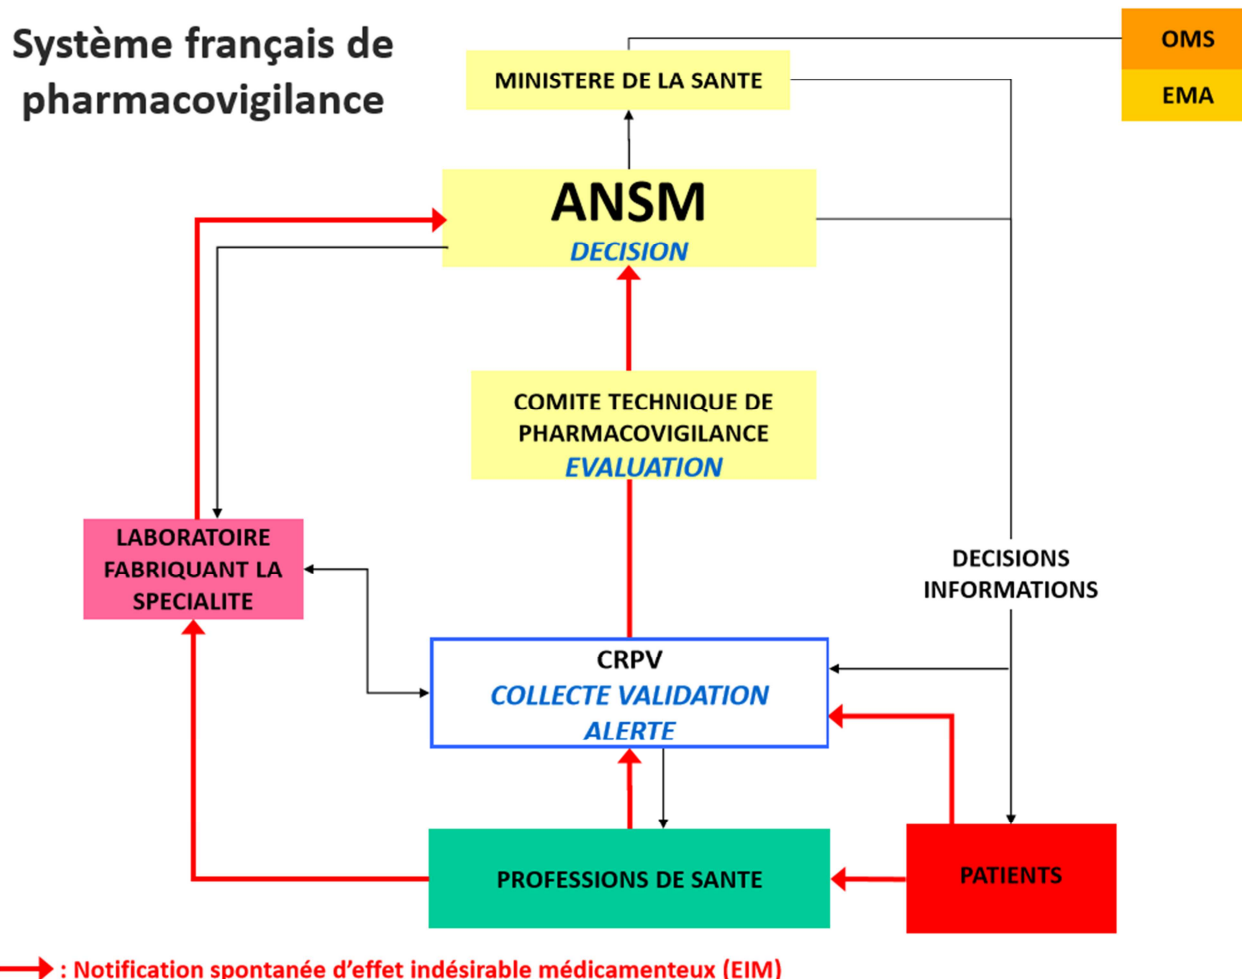 Système français de
pharmacovigilance
OMS
EMA
MINISTERE DE LA SANTE
ANSM
DECISION
COMITE TECHNIQUE DE
PHARMACOVIGILANCE
EVALUATION
LABORATOIRE
FABRIQUANT LA
SPECIALITE
DECISIONS
INFORMATIONS
CRPV
COLLECTE VALIDATION
ALERTE
PROFESSIONS DE SANTE
PATIENTS
: Notification spontanée d’effet indésirable médicamenteux (EIM)